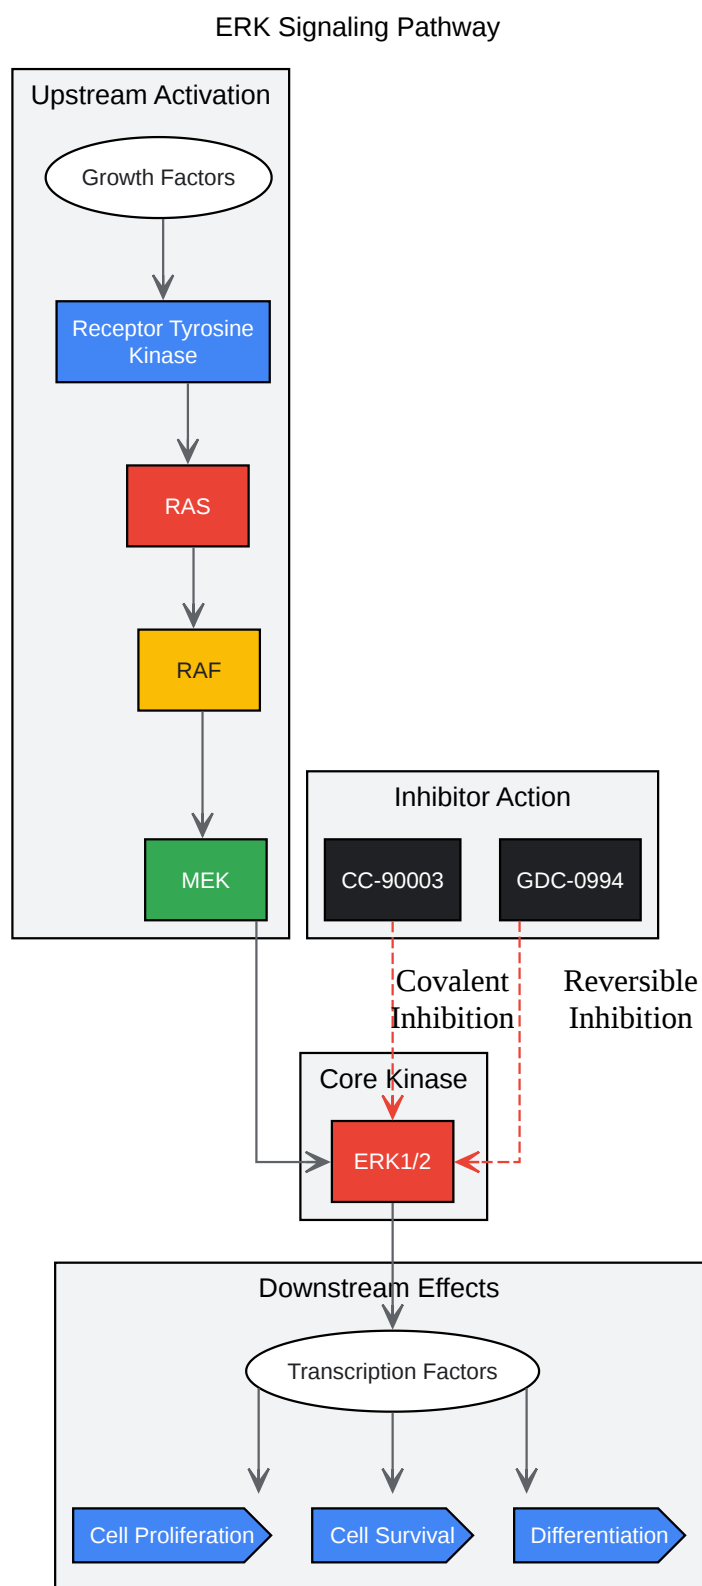 ERK Signaling Pathway
Upstream Activation
Growth Factors
Receptor Tyrosine
Kinase
RAS
RAF
MEK
Inhibitor Action
CC-90003
GDC-0994
Covalent
Inhibition
Reversible
Inhibition
Core Kinase
ERK1/2
Downstream Effects
Transcription Factors
Cell Proliferation
Cell Survival
Differentiation